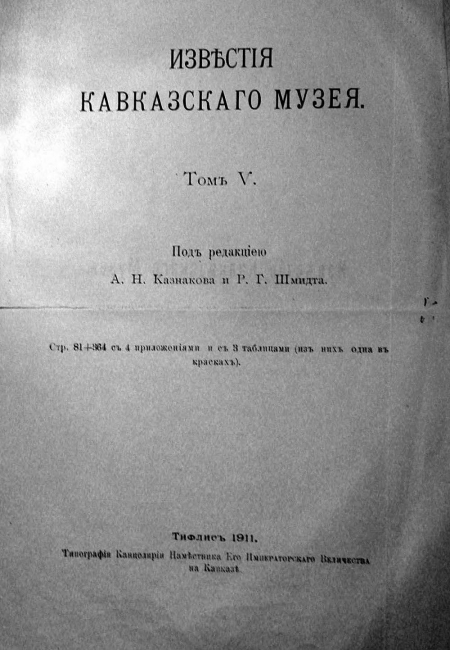 ИЗВѢСТІЯ
КАВКАЗСКАГО МУЗЕЯ.
Томъ V.
Подъ редакціею
А. Н. Казнакова и Р. Г. Шмидта.
Стр. 81+364 съ 4 приложеніями и съ 3 таблицами (изъ нихъ одна въ
краскахъ).
Тифлисъ 1911.
Типографія Канцеляріи Намѣстника Его Императорскаго Величества
на Кавказѣ